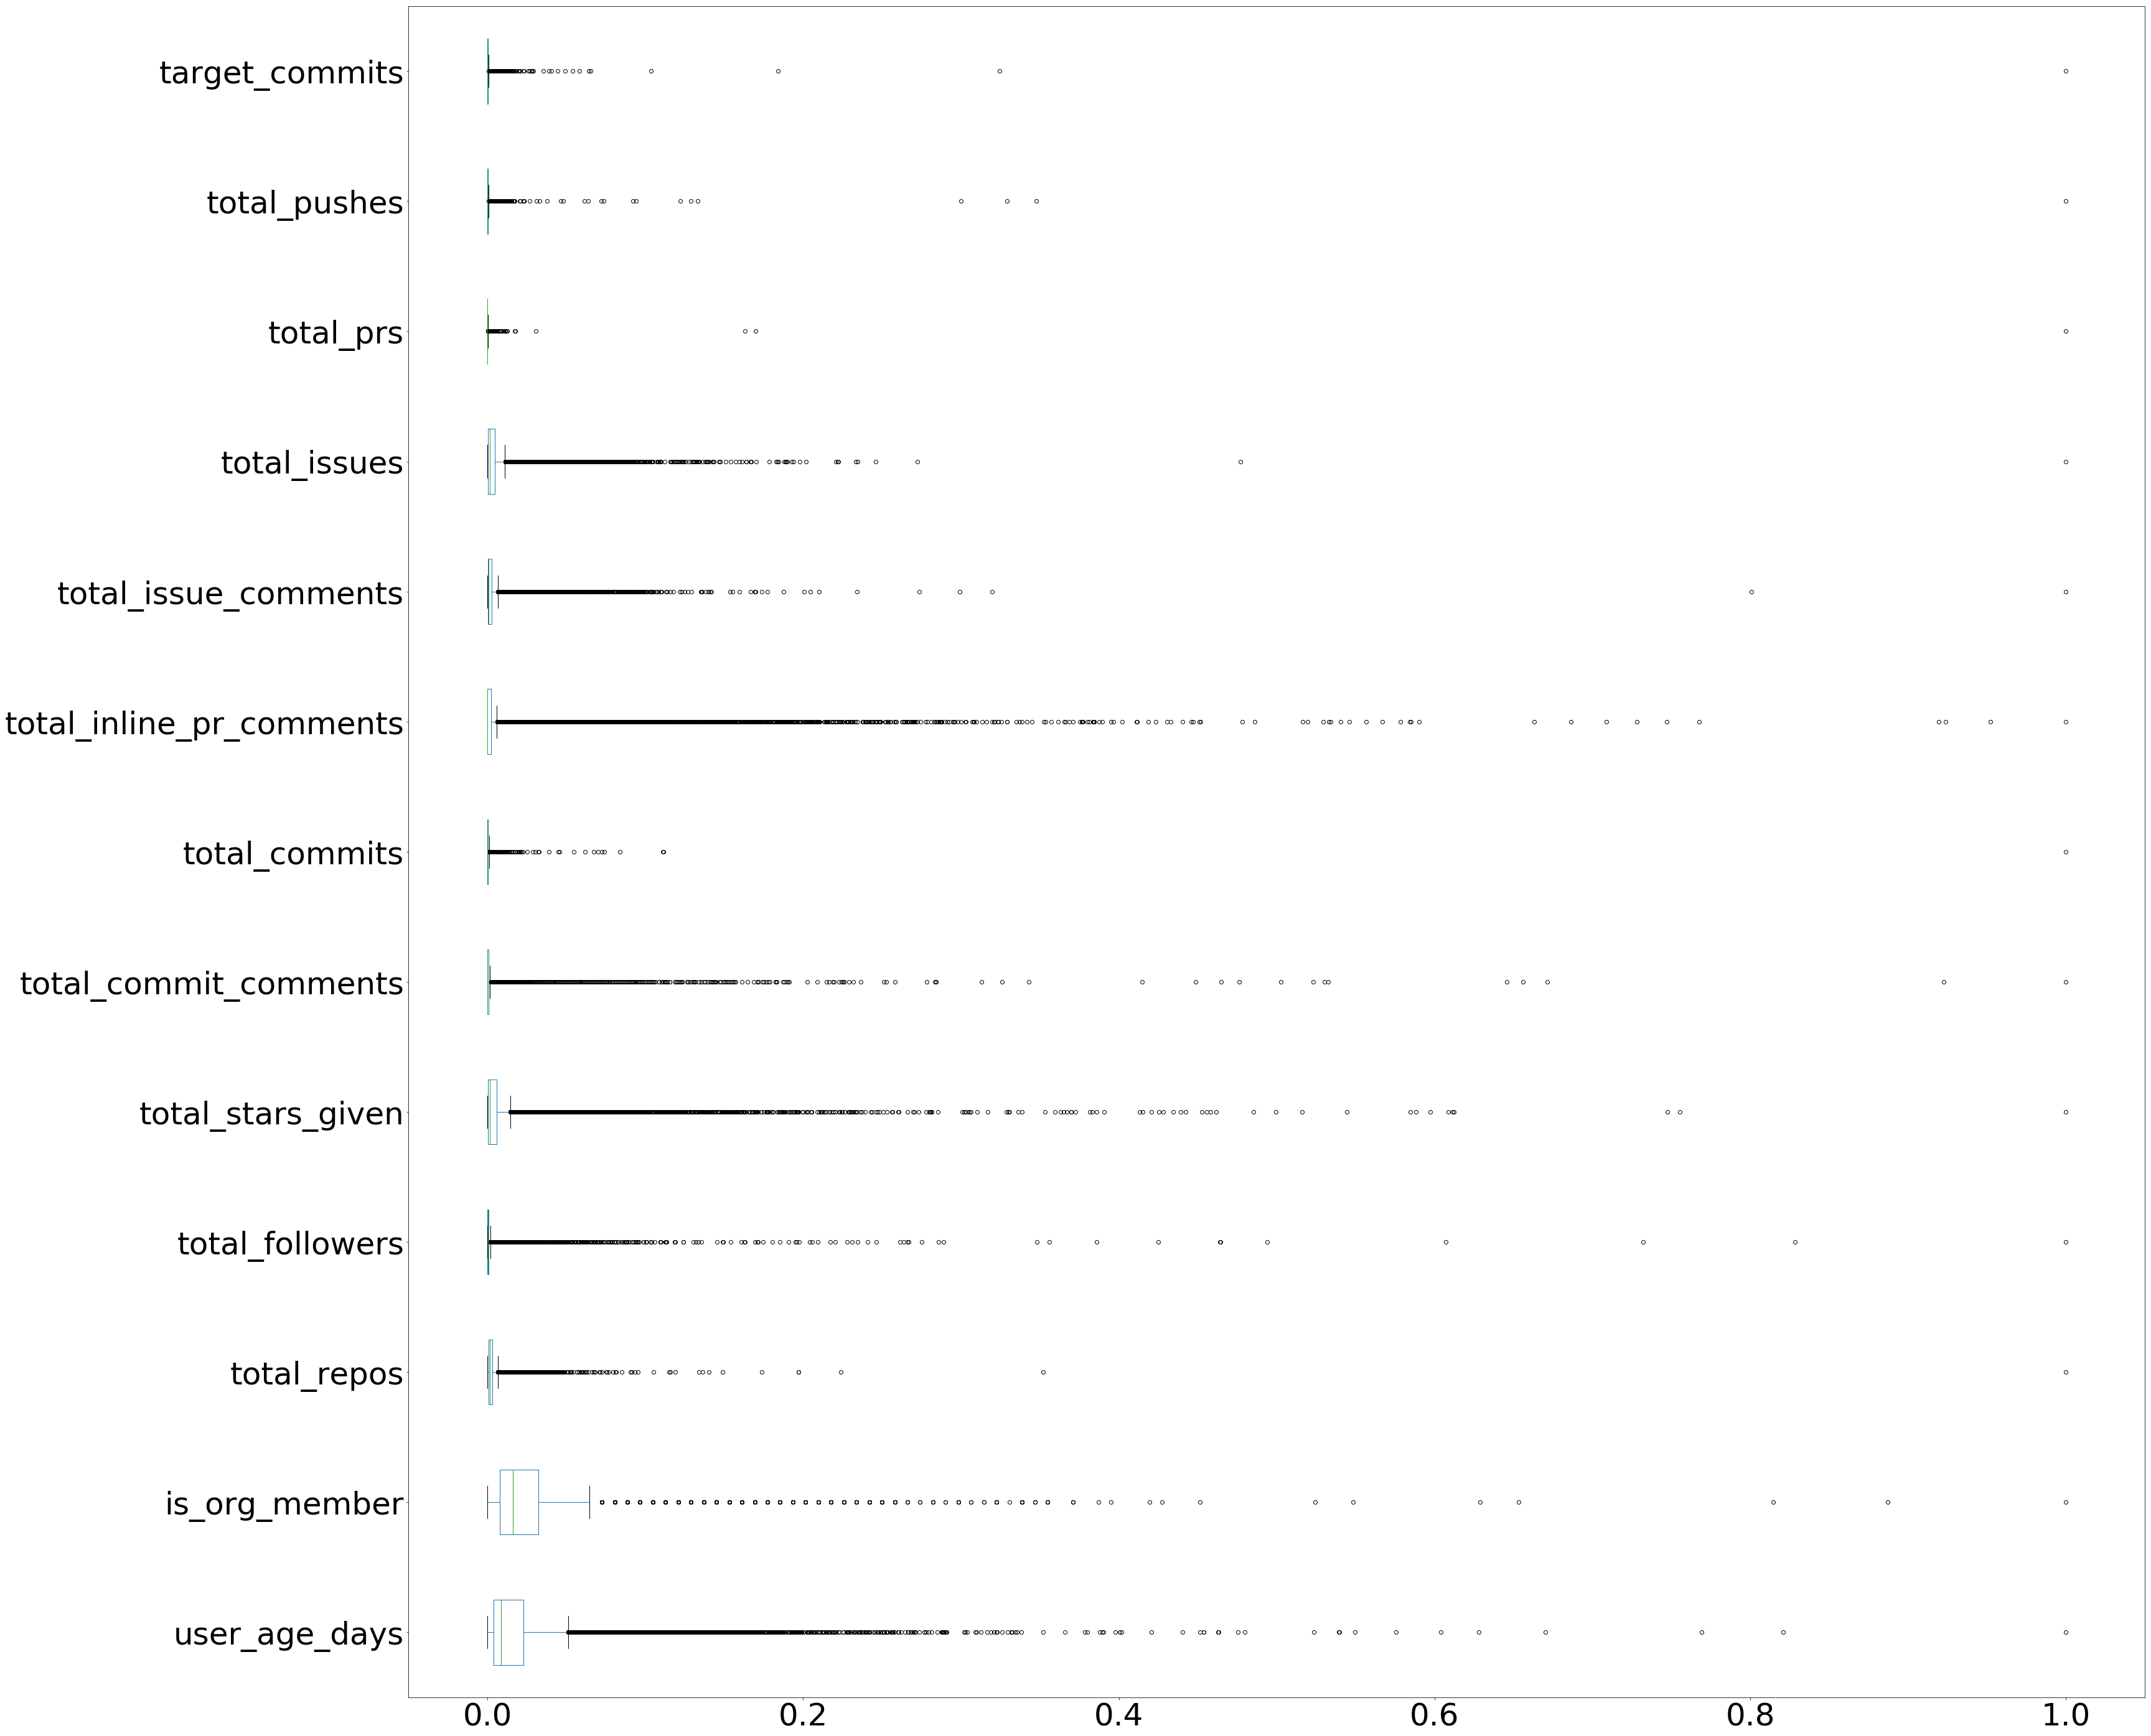 target_commits
total_pushes
total_prs
total_issues
total_issue_comments
total_inline_pr_comments
total_commits
total_commit_comments
total_stars_given
total_followers
total_repos
is_org_member
user_age_days
0.0 0.2 0.4 0.6 0.8 1.0